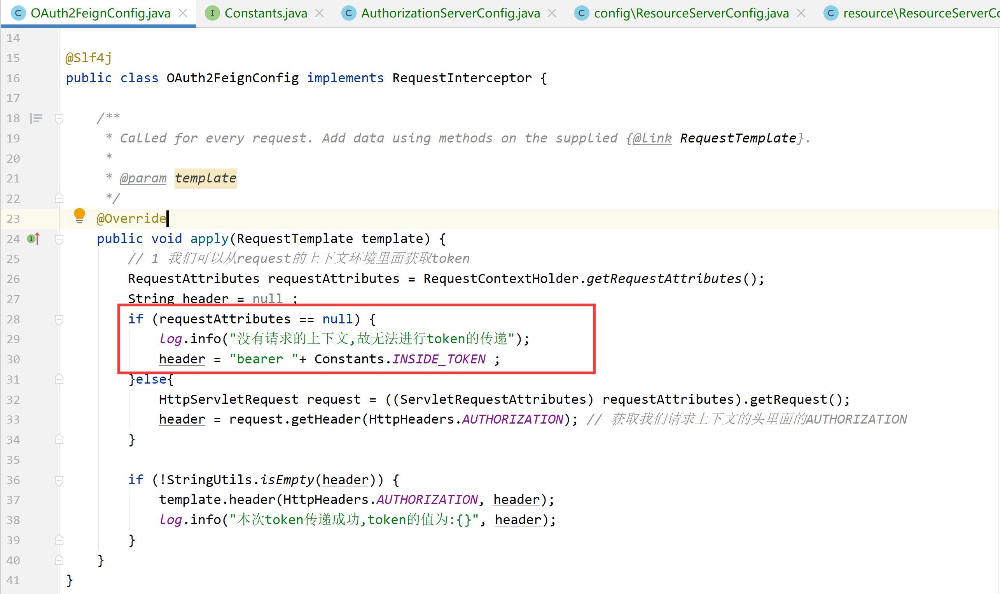 OAuth2FeignConfig.java Constants.java AuthorizationServerConfig.java config\ResourceServerConfig.java resource\ResourceServerCo
14
15 @Slf4j
16 public class OAuth2FeignConfig implements RequestInterceptor {
17
18 /**
19 * Called for every request. Add data using methods on the supplied {@link RequestTemplate}.
20 *
21 * @param template
22 */
23 @Override
24 public void apply(RequestTemplate template) {
25 // 1 我们可以从request的上下文环境里面获取token
26 RequestAttributes requestAttributes = RequestContextHolder.getRequestAttributes();
27 String header = null ;
28 if (requestAttributes == null) {
29 log.info("没有请求的上下文,故无法进行token的传递");
30 header = "bearer "+ Constants.INSIDE_TOKEN ;
31 }else{
32 HttpServletRequest request = ((ServletRequestAttributes) requestAttributes).getRequest();
33 header = request.getHeader(HttpHeaders.AUTHORIZATION); // 获取我们请求上下文的头里面的AUTHORIZATION
34 }
35
36 if (!StringUtils.isEmpty(header)) {
37 template.header(HttpHeaders.AUTHORIZATION, header);
38 log.info("本次token传递成功,token的值为:{}", header);
39 }
40 }
41 }